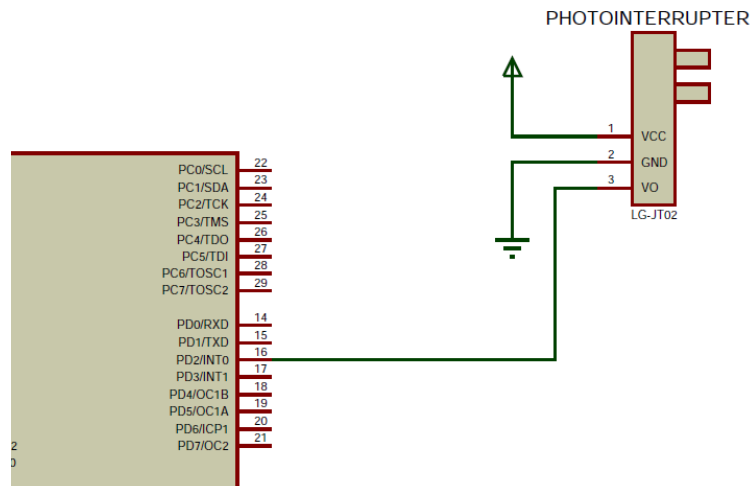 PHOTOINTERRUPTER
1 VCC
2 GND
3 VO
LG-JT02
PC0/SCL 22
PC1/SDA 23
PC2/TCK 24
PC3/TMS 25
PC4/TDO 26
PC5/TDI 27
PC6/TOSC1 28
PC7/TOSC2 29
PD0/RXD 14
PD1/TXD 15
PD2/INT0 16
PD3/INT1 17
PD4/OC1B 18
PD5/OC1A 19
PD6/ICP1 20
PD7/OC2 21
2
0